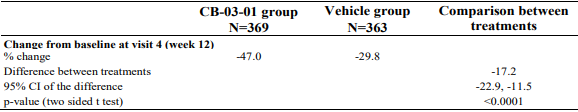 CB-03-01 group Vehicle group Comparison between
N=369 N=363 treatments
Change from baseline at visit 4 (week 12)
% change -47.0 -29.8
Difference between treatments -17.2
95% CI of the difference -22.9, -11.5
p-value (two sided t test) <0.0001